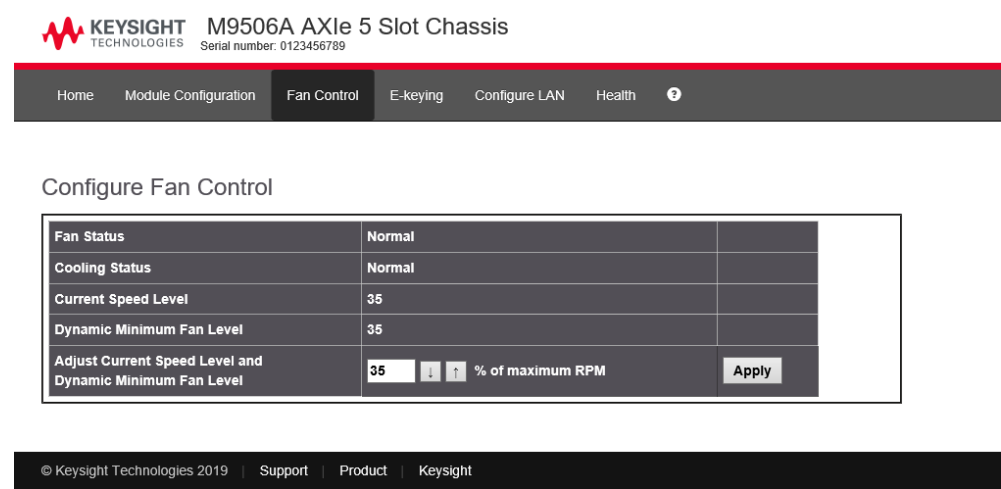 KEYSIGHT
TECHNOLOGIES
M9506A AXIe 5 Slot Chassis
Serial number: 0123456789
Home Module Configuration Fan Control E-keying Configure LAN Health ?
Configure Fan Control
Fan Status Normal
Cooling Status Normal
Current Speed Level 35
Dynamic Minimum Fan Level 35
Adjust Current Speed Level and
Dynamic Minimum Fan Level
35 ↓ ↑ % of maximum RPM Apply
© Keysight Technologies 2019 | Support | Product | Keysight